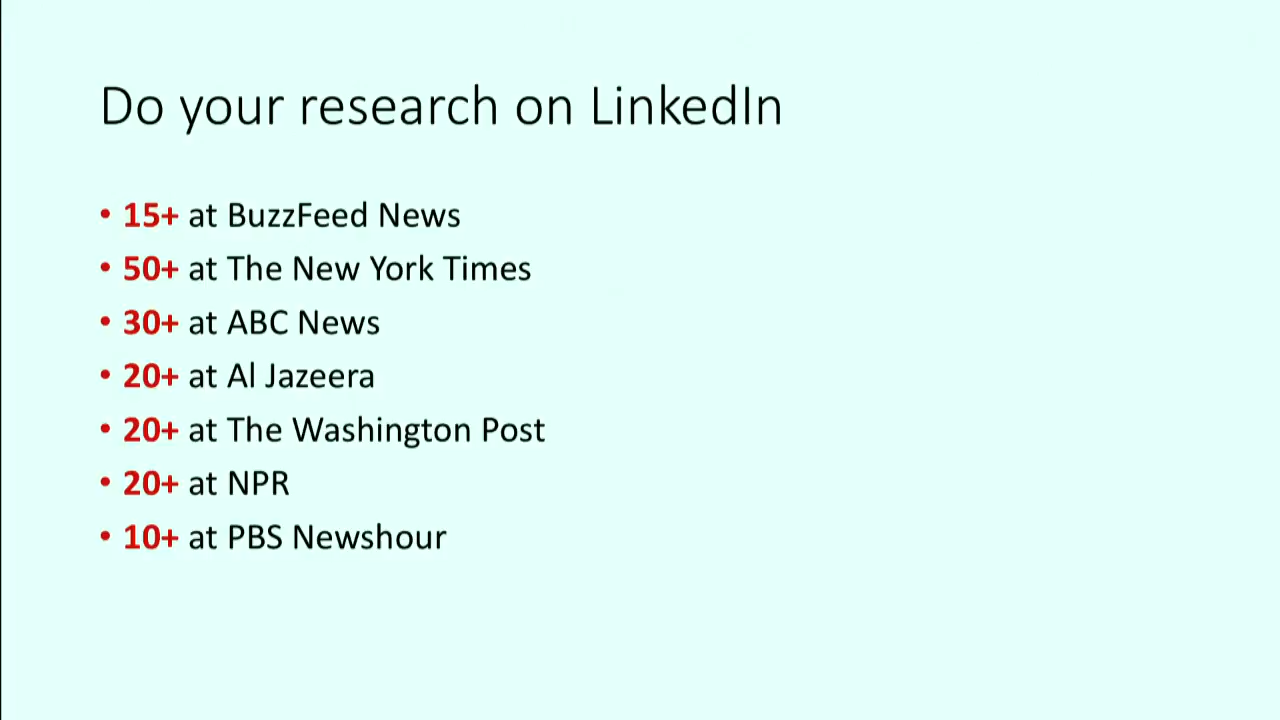 Do your research on LinkedIn
• 15+ at BuzzFeed News
• 50+ at The New York Times
• 30+ at ABC News
• 20+ at Al Jazeera
• 20+ at The Washington Post
• 20+ at NPR
• 10+ at PBS Newshour